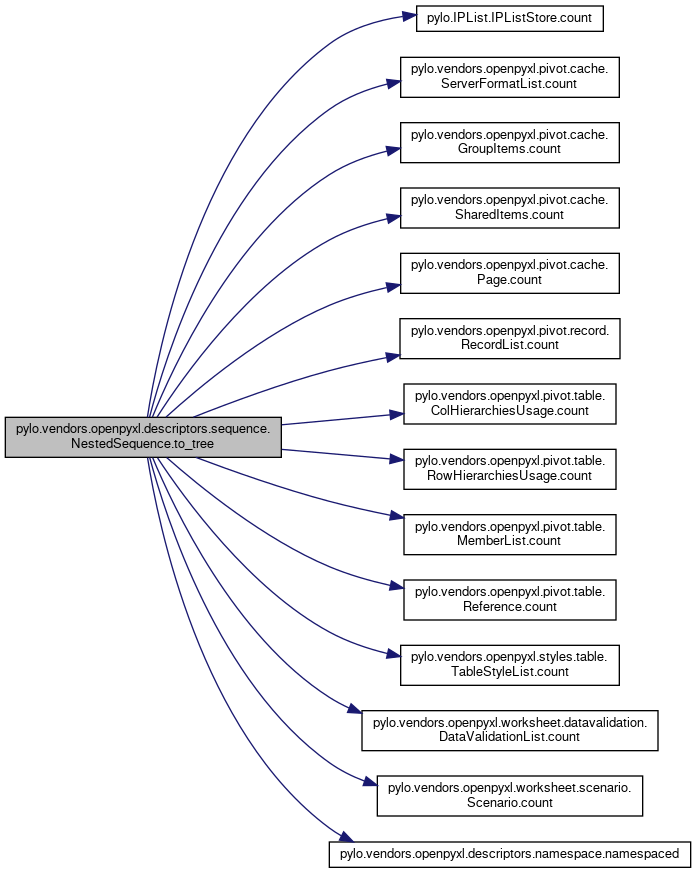 pylo.IPList.IPListStore.count
pylo.vendors.openpyxl.pivot.cache.
ServerFormatList.count
pylo.vendors.openpyxl.pivot.cache.
GroupItems.count
pylo.vendors.openpyxl.pivot.cache.
SharedItems.count
pylo.vendors.openpyxl.pivot.cache.
Page.count
pylo.vendors.openpyxl.pivot.record.
RecordList.count
pylo.vendors.openpyxl.pivot.table.
ColHierarchiesUsage.count
pylo.vendors.openpyxl.descriptors.sequence.
NestedSequence.to_tree
pylo.vendors.openpyxl.pivot.table.
RowHierarchiesUsage.count
pylo.vendors.openpyxl.pivot.table.
MemberList.count
pylo.vendors.openpyxl.pivot.table.
Reference.count
pylo.vendors.openpyxl.styles.table.
TableStyleList.count
pylo.vendors.openpyxl.worksheet.datavalidation.
DataValidationList.count
pylo.vendors.openpyxl.worksheet.scenario.
Scenario.count
pylo.vendors.openpyxl.descriptors.namespace.namespaced